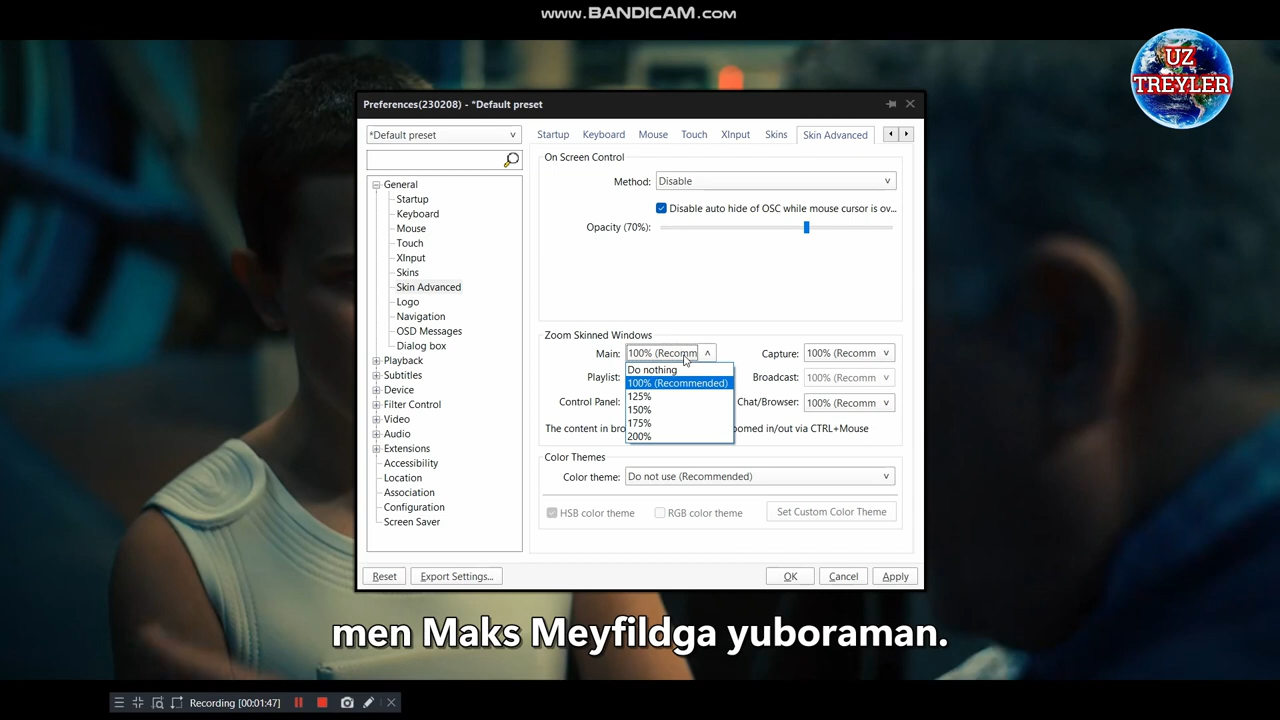 www.BANDICAM.com
UZ
TREYLER
Preferences(230208) - *Default preset
*Default preset
Startup Keyboard Mouse Touch XInput Skins Skin Advanced
General
Startup
Keyboard
Mouse
Touch
XInput
Skins
Skin Advanced
Logo
Navigation
OSD Messages
Dialog box
Playback
Subtitles
Device
Filter Control
Video
Audio
Extensions
Accessibility
Location
Association
Configuration
Screen Saver
On Screen Control
Method: Disable
Disable auto hide of OSC while mouse cursor is ov...
Opacity (70%):
Zoom Skinned Windows
Main: 100% (Recomm
Capture: 100% (Recomm
Do nothing
100% (Recommended)
125%
150%
175%
200%
Playlist:
Broadcast: 100% (Recomm
Control Panel:
Chat/Browser: 100% (Recomm
The content in bro
oomed in/out via CTRL+Mouse
Color Themes
Color theme: Do not use (Recommended)
HSB color theme RGB color theme Set Custom Color Theme
Reset Export Settings... OK Cancel Apply
men Maks Meyfildga yuboraman.
Recording [00:01:47]